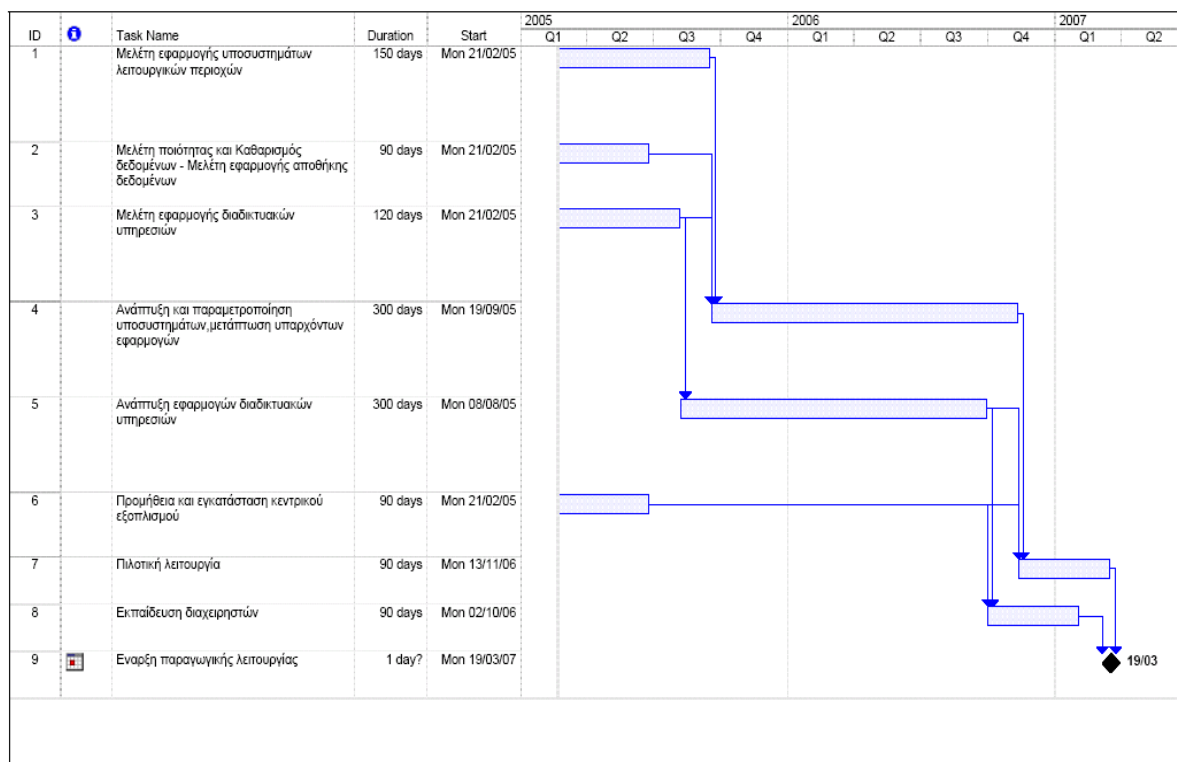 2005 2006 2007
ID Task Name Duration Start Q1 Q2 Q3 Q4 Q1 Q2 Q3 Q4 Q1 Q2
1 Μελέτη εφαρμογής υποσυστημάτων 150 days Mon 21/02/05
λειτουργικών περιοχών
2 Μελέτη ποιότητας και Καθαρισμός 90 days Mon 21/02/05
δεδομένων - Μελέτη εφαρμογής αποθήκης
δεδομένων
3 Μελέτη εφαρμογής διαδικτυακών 120 days Mon 21/02/05
υπηρεσιών
4 Ανάπτυξη και παραμετροποίηση 300 days Mon 19/09/05
υποσυστημάτων,μετάπτωση υπαρχόντων
εφαρμογών
5 Ανάπτυξη εφαρμογών διαδικτυακών 300 days Mon 08/08/05
υπηρεσιών
6 Προμήθεια και εγκατάσταση κεντρικού 90 days Mon 21/02/05
εξοπλισμού
7 Πιλοτική λειτουργία 90 days Mon 13/11/06
8 Εκπαίδευση διαχειρηστών 90 days Mon 02/10/06
9 Εναρξη παραγωγικής λειτουργίας 1 day? Mon 19/03/07 19/03